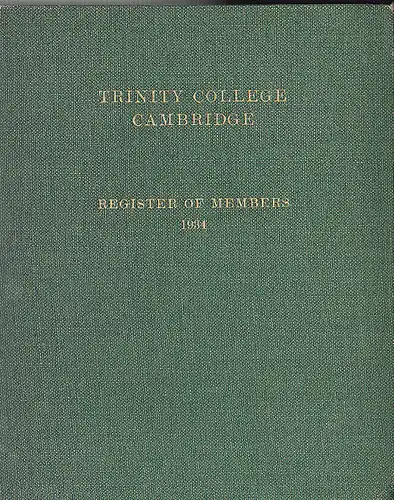 TRINITY COLLEGE
CAMBRIDGE
REGISTER OF MEMBERS
1934